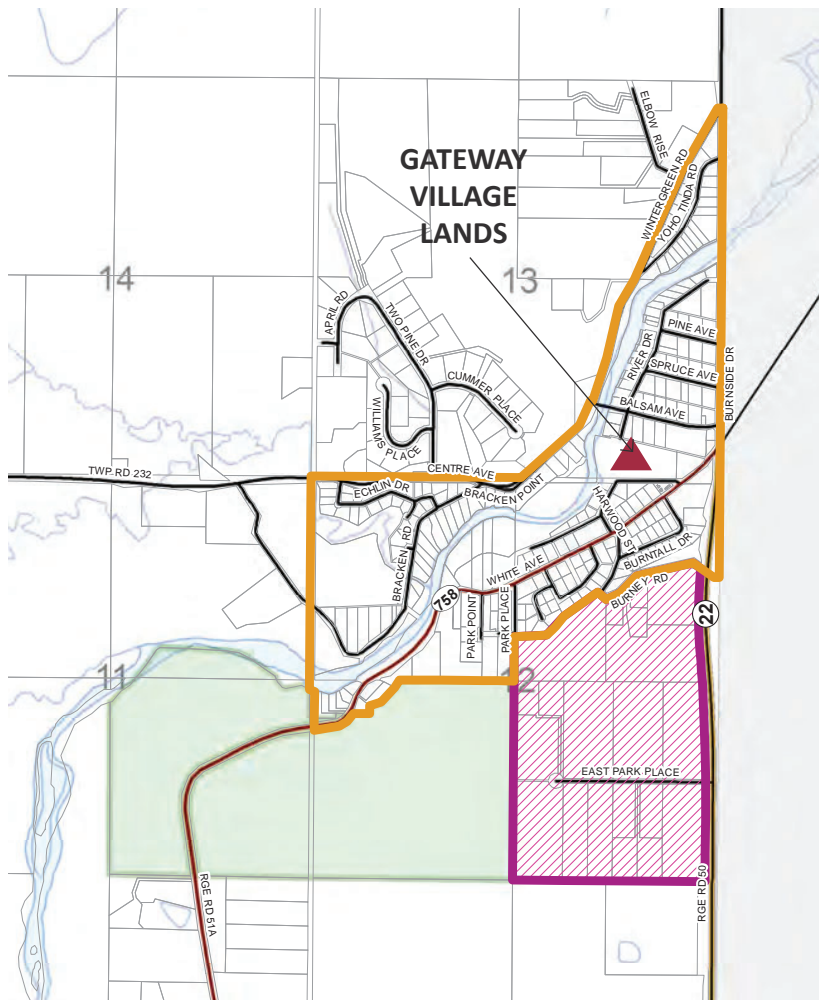 ELBOW RISE
WINTERGREEN RD
YOHO TINDA RD
GATEWAY
VILLAGE
LANDS
14
13
APRIL RD
TWO PINE DR
PINE AVE
RIVER DR
SPRUCE AVE
BURNSIDE DR
CUMMER PLACE
BALSAM AVE
WILLIAMS PLACE
TWP RD 232
CENTRE AVE
ECHLIN DR
BRACKEN POINT
HARWOOD ST
BRACKEN RD
BURNTALL DR
WHITE AVE
BURNEY RD
758
22
PARK POINT
PARK PLACE
11
12
EAST PARK PLACE
RGE RD 51A
RGE RD 50